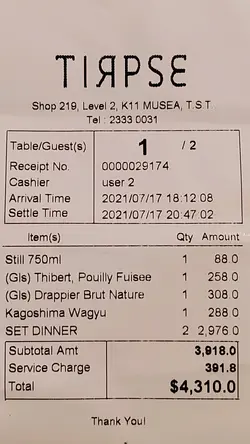 TIЯPSE
Shop 219, Level 2, K11 MUSEA, T.S.T.
Tel : 2333 0031
Table/Guest(s) 1 / 2
Receipt No. 0000029174
Cashier user 2
Arrival Time 2021/07/17 18:12:08
Settle Time 2021/07/17 20:47:02
Item(s) Qty Amount
Still 750ml 1 88.0
(Gls) Thibert, Pouilly Fuisee 1 258.0
(Gls) Drappier Brut Nature 1 308.0
Kagoshima Wagyu 1 288.0
SET DINNER 2 2,976.0
Subtotal Amt 3,918.0
Service Charge 391.8
Total $4,310.0
Thank You!